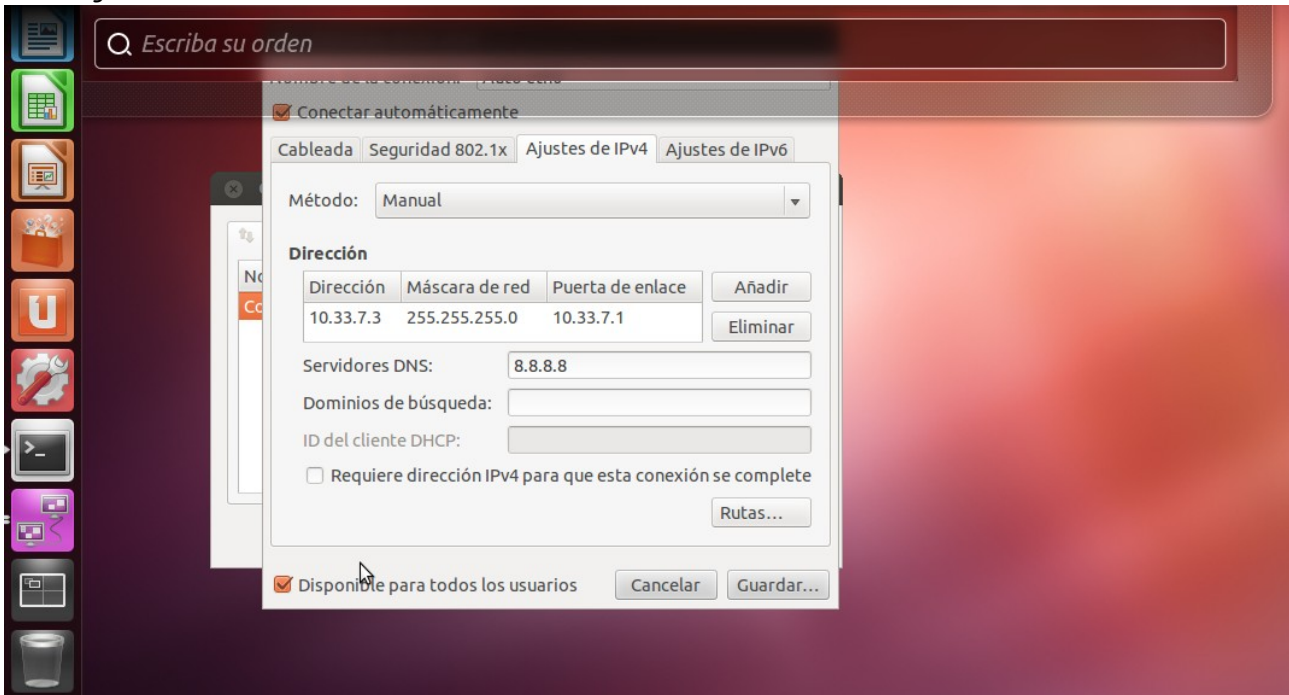 Escriba su orden
Conectar automáticamente
Cableada Seguridad 802.1x Ajustes de IPv4 Ajustes de IPv6
Método: Manual
Dirección
Dirección Máscara de red Puerta de enlace Añadir
10.33.7.3 255.255.255.0 10.33.7.1
Eliminar
Servidores DNS: 8.8.8.8
Dominios de búsqueda:
ID del cliente DHCP:
Requiere dirección IPv4 para que esta conexión se complete
Rutas...
Disponible para todos los usuarios Cancelar Guardar...